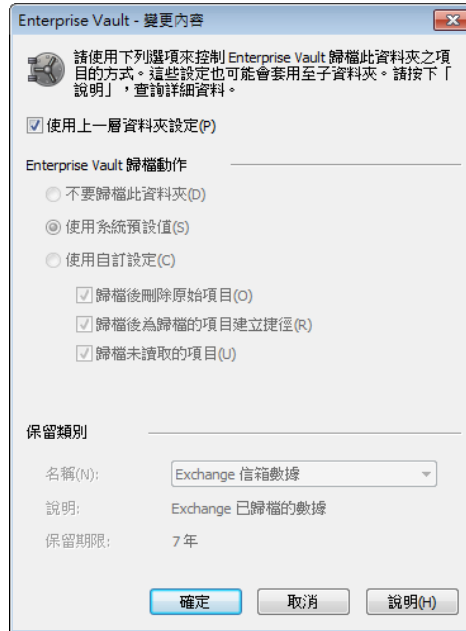 Enterprise Vault - 變更內容
請使用下列選項來控制 Enterprise Vault 歸檔此資料夾之項
目的方式。這些設定也可能會套用至子資料夾。請按下「
說明」，查詢詳細資料。
使用上一層資料夾設定(P)
Enterprise Vault 歸檔動作
不要歸檔此資料夾(D)
使用系統預設值(S)
使用自訂設定(C)
歸檔後刪除原始項目(O)
歸檔後為歸檔的項目建立捷徑(R)
歸檔未讀取的項目(U)
保留類別
名稱(N): Exchange 信箱數據
說明: Exchange 已歸檔的數據
保留期限: 7 年
確定 取消 說明(H)